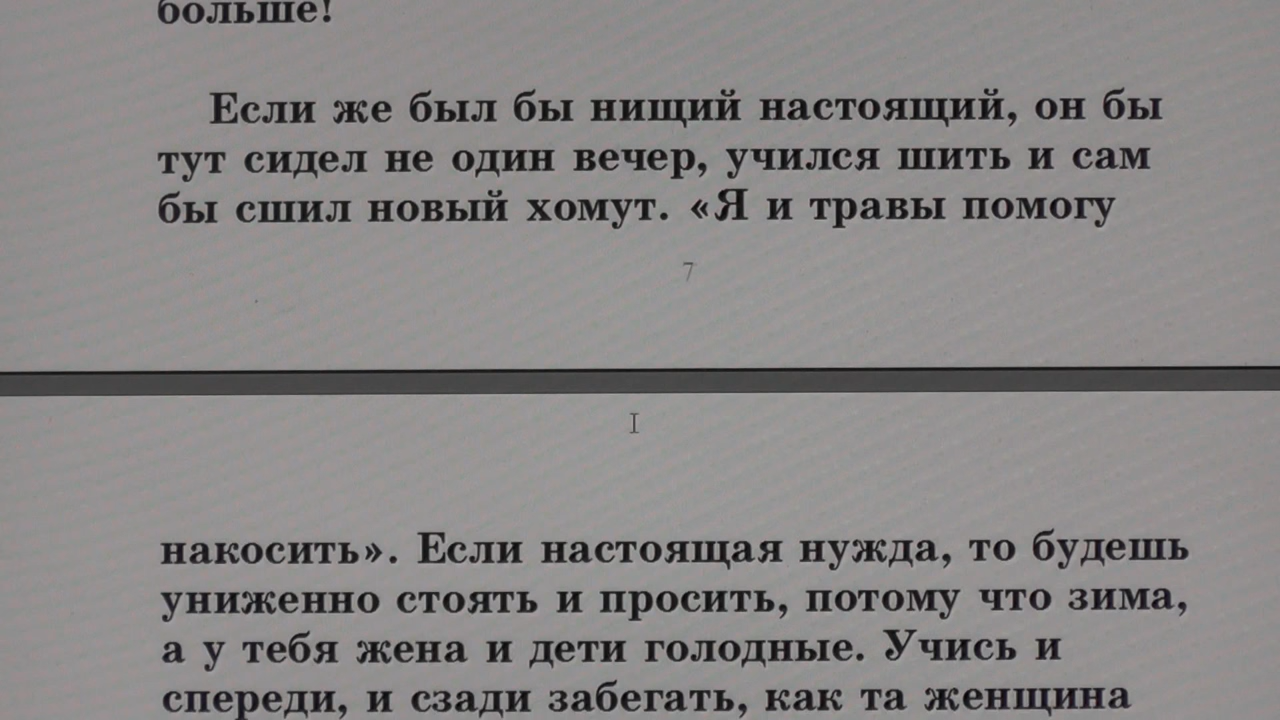 больше!
Если же был бы нищий настоящий, он бы
тут сидел не один вечер, учился шить и сам
бы сшил новый хомут. «Я и травы помогу
7
накосить». Если настоящая нужда, то будешь
униженно стоять и просить, потому что зима,
а у тебя жена и дети голодные. Учись и
спереди, и сзади забегать, как та женщина